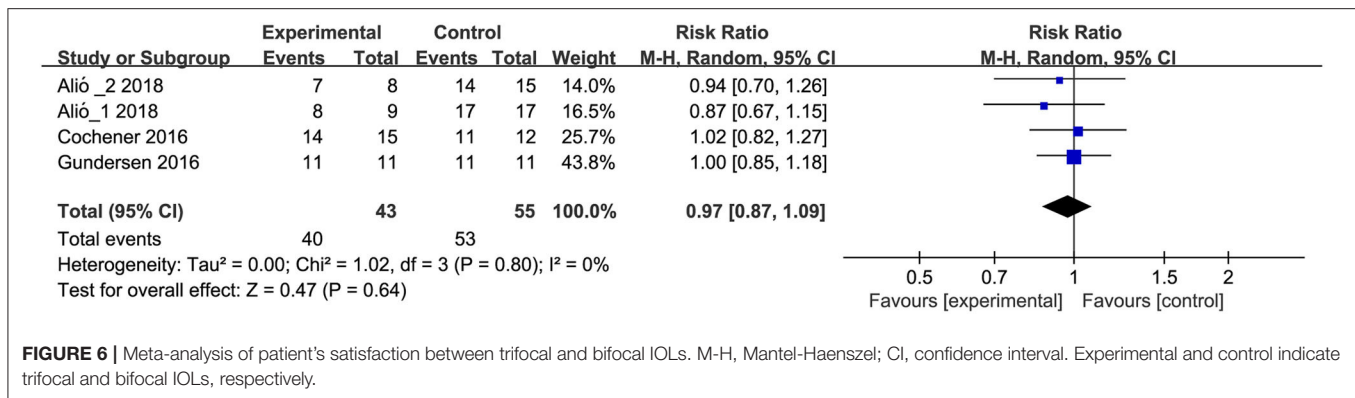 Experimental Control Risk Ratio Risk Ratio
Study or Subgroup Events Total Events Total Weight M-H, Random, 95% CI M-H, Random, 95% CI
Alió _2 2018 7 8 14 15 14.0% 0.94 [0.70, 1.26]
Alió_1 2018 8 9 17 17 16.5% 0.87 [0.67, 1.15]
Cochener 2016 14 15 11 12 25.7% 1.02 [0.82, 1.27]
Gundersen 2016 11 11 11 11 43.8% 1.00 [0.85, 1.18]
Total (95% CI) 43 55 100.0% 0.97 [0.87, 1.09]
Total events 40 53
Heterogeneity: Tau² = 0.00; Chi² = 1.02, df = 3 (P = 0.80); I² = 0%
Test for overall effect: Z = 0.47 (P = 0.64)
0.5 0.7 1 1.5 2
Favours [experimental] Favours [control]
FIGURE 6 | Meta-analysis of patient's satisfaction between trifocal and bifocal IOLs. M-H, Mantel-Haenszel; CI, confidence interval. Experimental and control indicate
trifocal and bifocal IOLs, respectively.